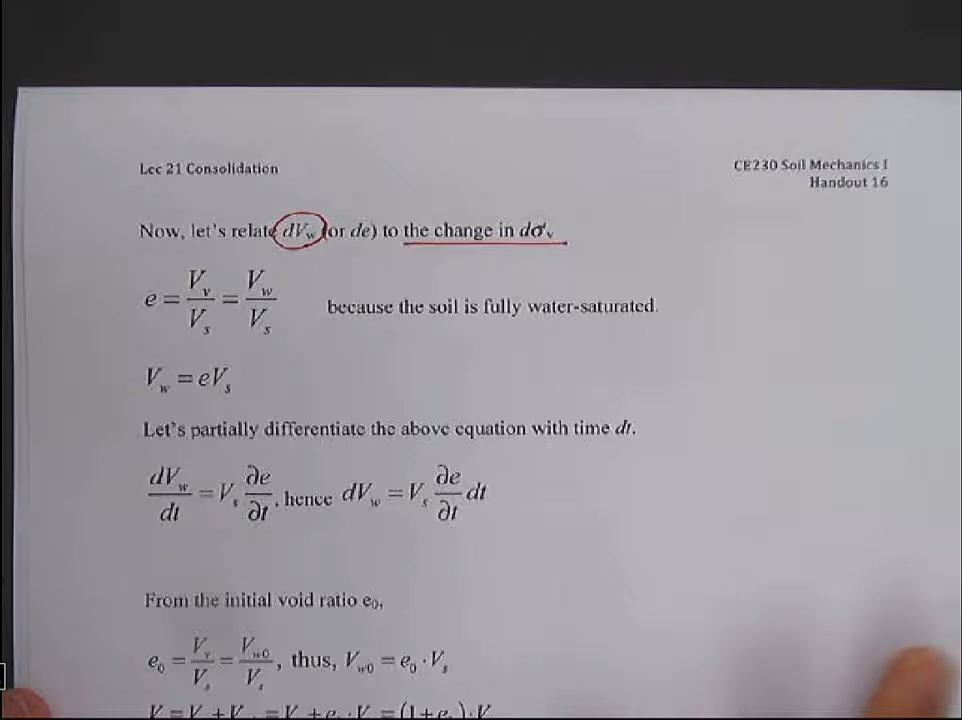 Lec 21 Consolidation
CE230 Soil Mechanics I
Handout 16
Now, let's relate dV_w (or de) to the change in dσ'_v
e = V_v/V_s = V_w/V_s because the soil is fully water-saturated.
V_w = eV_s
Let's partially differentiate the above equation with time dt.
dV_w/dt = V_s ∂e/∂t, hence dV_w = V_s ∂e/∂t dt
From the initial void ratio e₀,
e₀ = V_v/V_s = V_w0/V_s, thus, V_w0 = e₀ · V_s